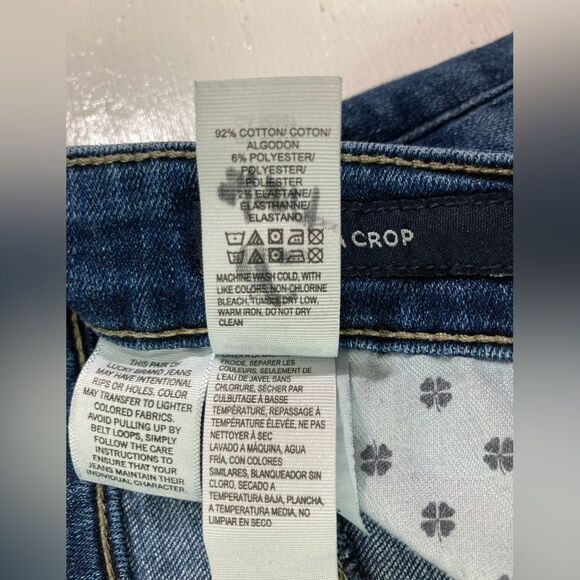 92% COTTON/ COTON/
ALGODON
6% POLYESTER/
POLYESTER/
POLIESTER
2% ELASTANE/
ELASTHANNE/
ELASTANO
MACHINE WASH COLD, WITH
LIKE COLORS, NON-CHLORINE
BLEACH, TUMBLE DRY LOW,
WARM IRON, DO NOT DRY
CLEAN
CROP
THIS PAIR OF
LUCKY BRAND JEANS
MAY HAVE INTENTIONAL
RIPS OR HOLES. COLOR
MAY TRANSFER TO LIGHTER
COLORED FABRICS.
AVOID PULLING UP BY
BELT LOOPS, SIMPLY
FOLLOW THE CARE
INSTRUCTIONS TO
ENSURE THAT YOUR
JEANS MAINTAIN THEIR
INDIVIDUAL CHARACTER.
FROIDE, SEPARER LES
COULEURS, SEULEMENT DE
L'EAU DE JAVEL SANS
CHLORURE, SÉCHER PAR
CULBUTAGE À BASSE
TEMPÉRATURE, REPASSAGE À
TEMPÉRATURE ÉLEVÉE, NE PAS
NETTOYER À SEC
LAVADO A MÁQUINA, AGUA
FRÍA, CON COLORES
SIMILARES, BLANQUEADOR SIN
CLORO, SECADO A
TEMPERATURA BAJA, PLANCHA
A TEMPERATURA MEDIA, NO
LIMPIAR EN SECO